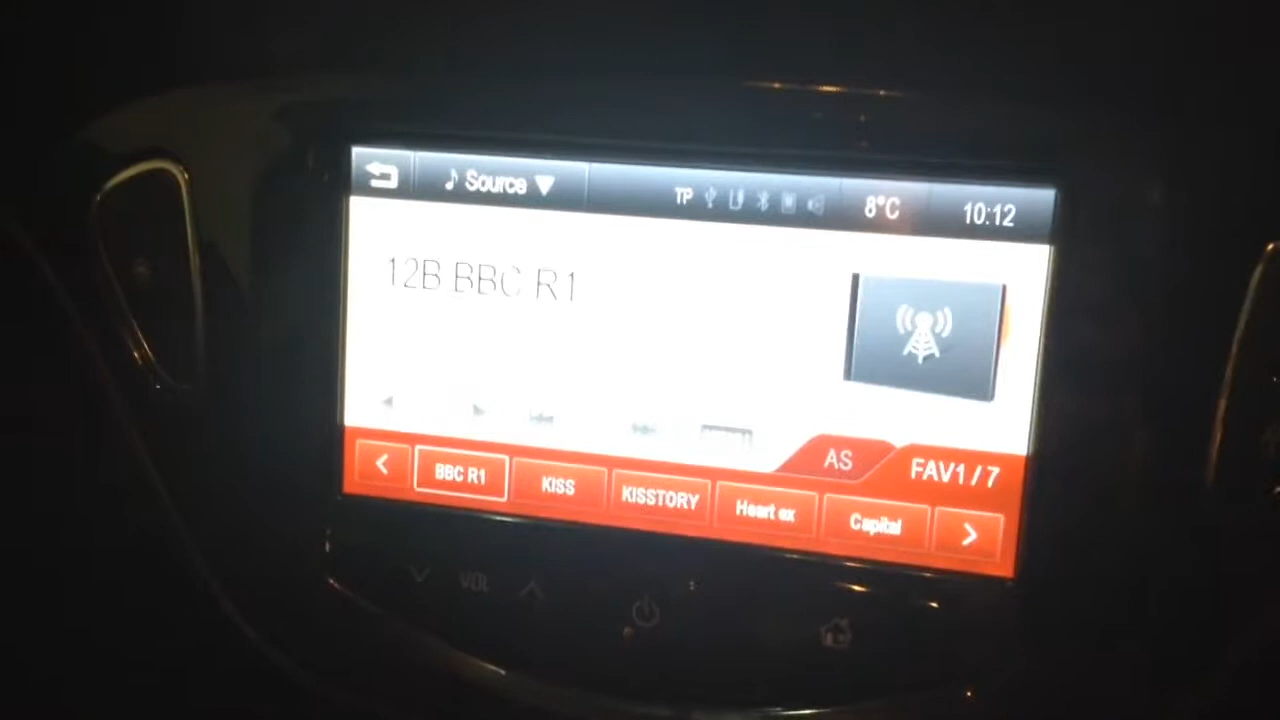 Source
TP
8°C
10:12
12B BBC R1
AS
FAV1/7
BBC R1
KISS
KISSTORY
Heart ex
Capital
VOL